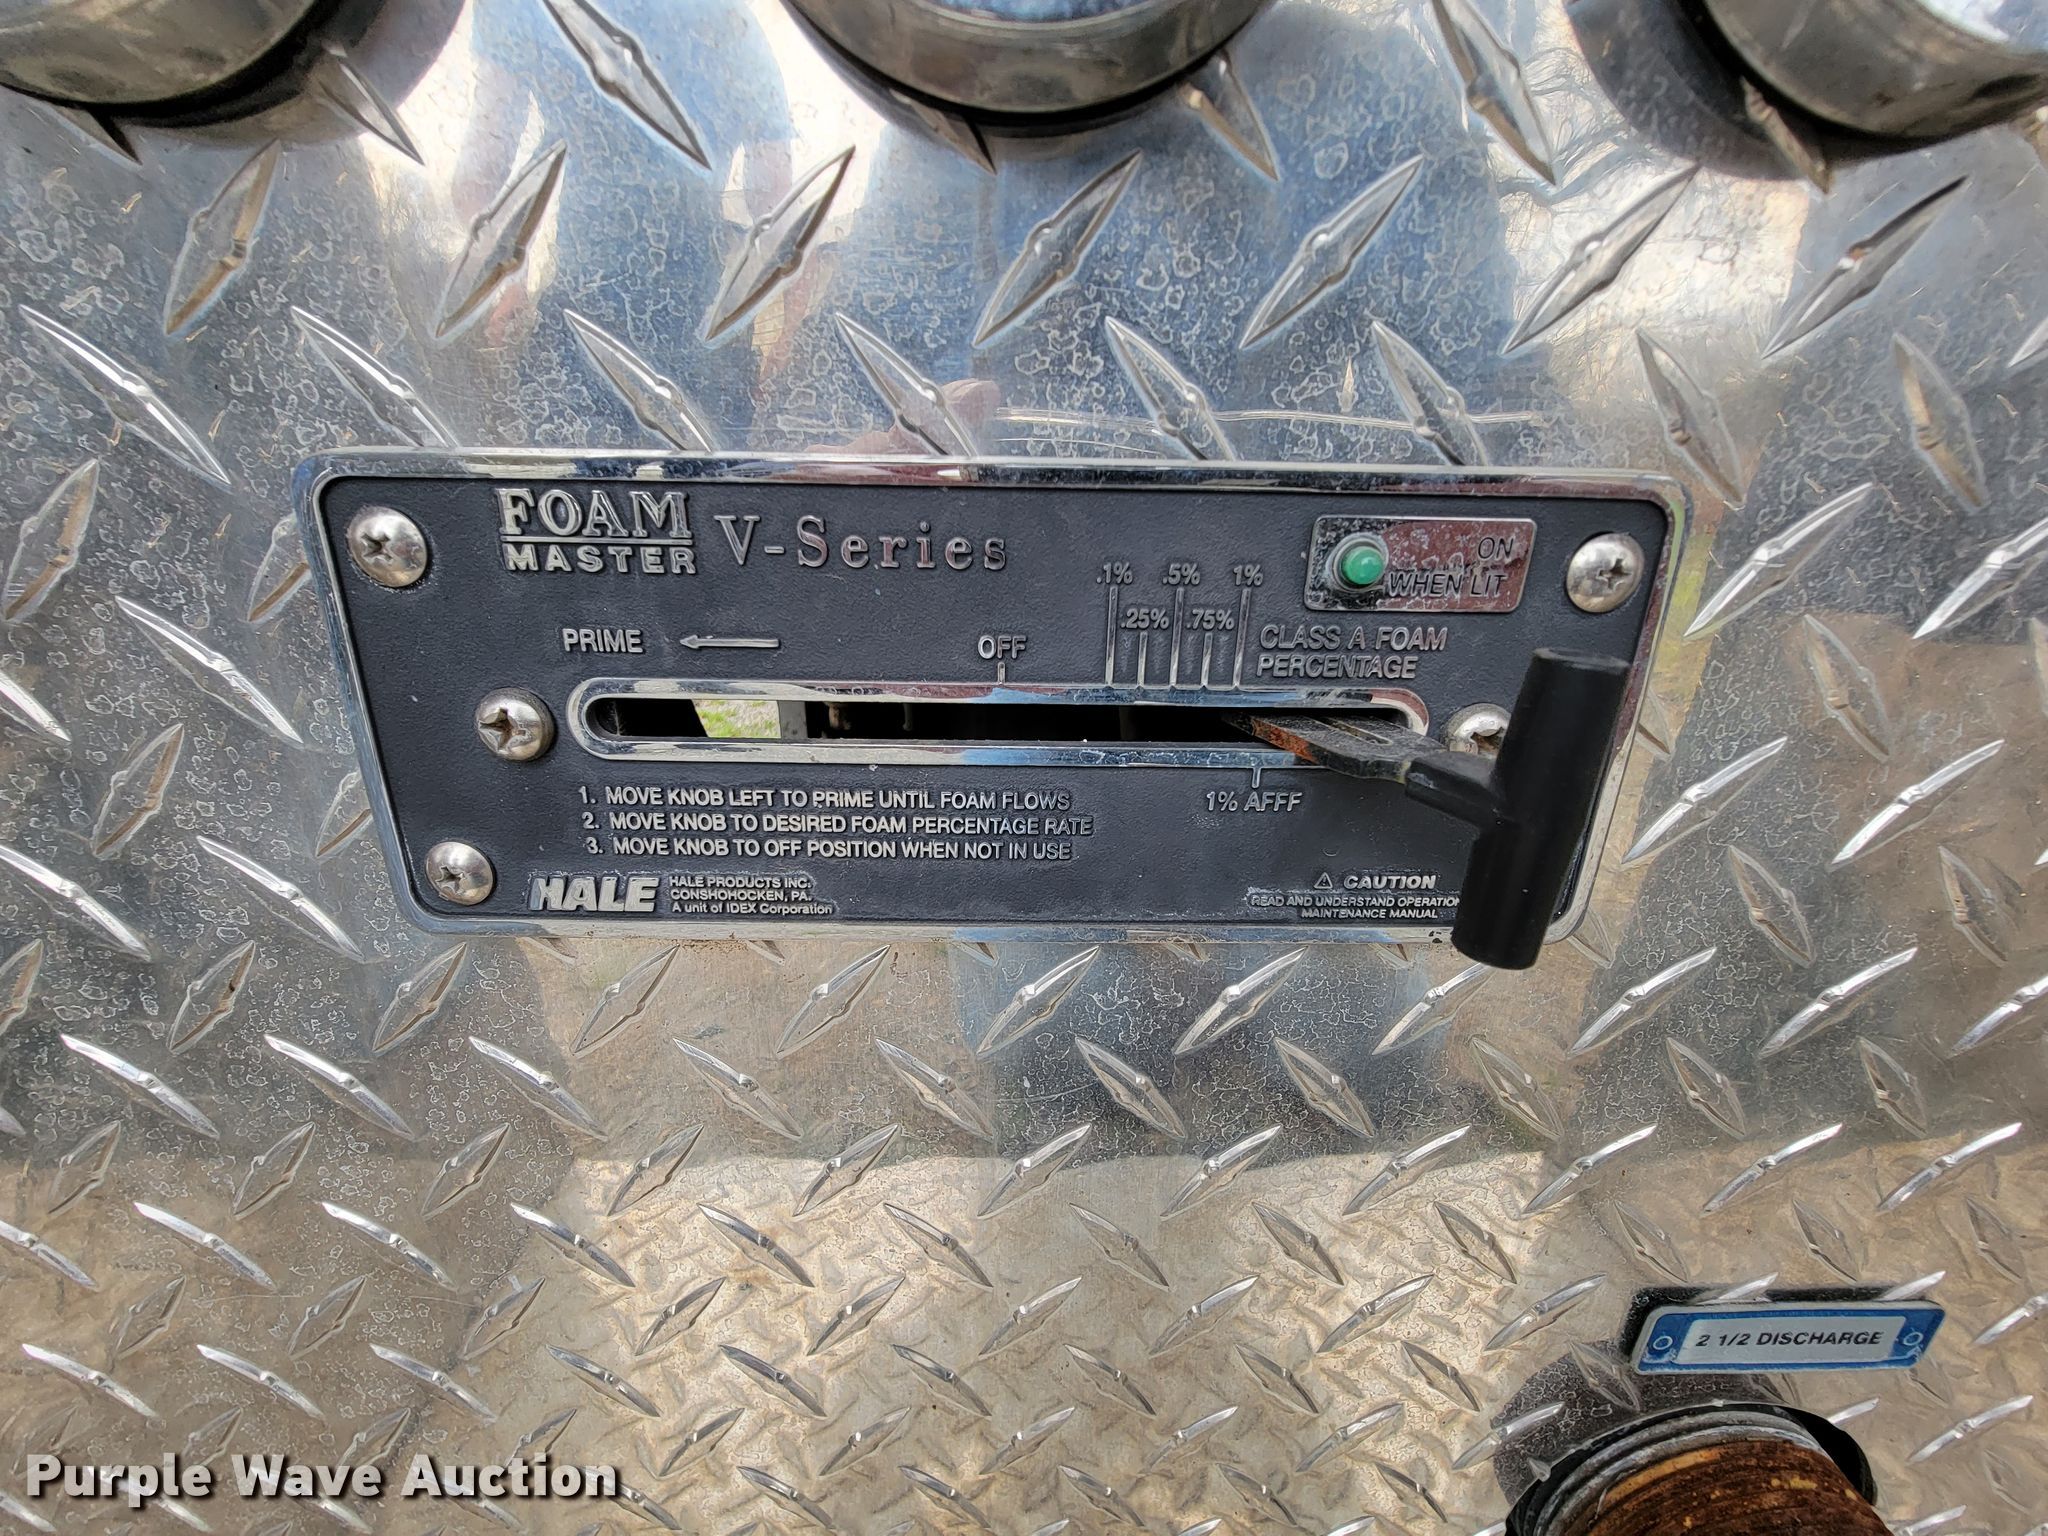 FOAM
MASTER
V-Series
ON
WHEN LIT
.1% .5% 1%
.25% .75%
PRIME
OFF
CLASS A FOAM
PERCENTAGE
1% AFFF
1. MOVE KNOB LEFT TO PRIME UNTIL FOAM FLOWS
2. MOVE KNOB TO DESIRED FOAM PERCENTAGE RATE
3. MOVE KNOB TO OFF POSITION WHEN NOT IN USE
HALE
HALE PRODUCTS INC.
CONSHOHOCKEN, PA.
A unit of IDEX Corporation
CAUTION
READ AND UNDERSTAND OPERATION
MAINTENANCE MANUAL
2 1/2 DISCHARGE
Purple Wave Auction